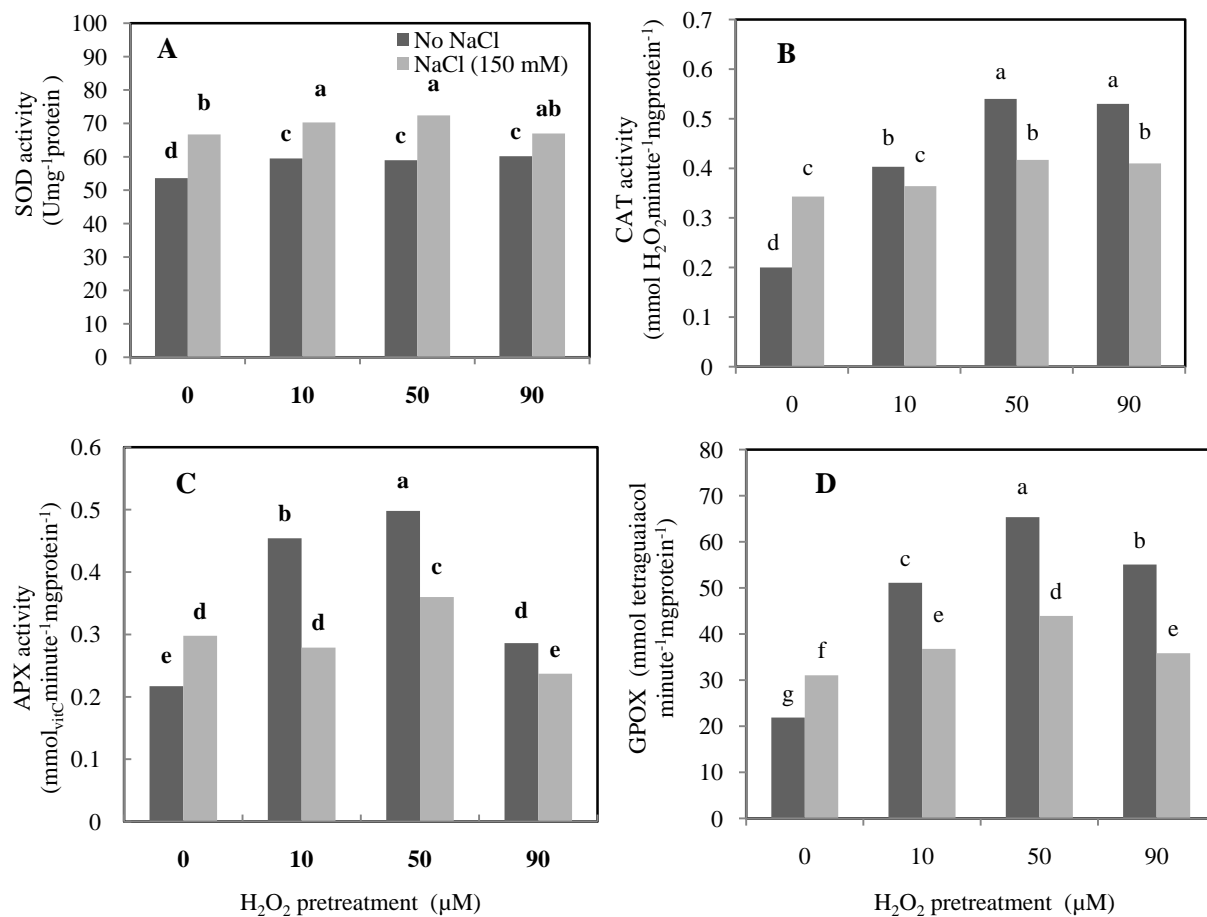 A
No NaCl
NaCl (150 mM)
SOD activity
(Umg⁻¹protein )
100
90
80
70
60
50
40
30
20
10
0
d
b
c
a
c
a
c
ab
0 10 50 90
B
CAT activity
(mmol H₂O₂minute⁻¹mgprotein⁻¹)
0.7
0.6
0.5
0.4
0.3
0.2
0.1
0
d
c
b
c
a
b
a
b
0 10 50 90
C
APX activity
(mmol_vitC minute⁻¹mgprotein⁻¹)
0.6
0.5
0.4
0.3
0.2
0.1
0
e
d
b
d
a
c
d
e
0 10 50 90
H₂O₂ pretreatment (µM)
D
GPOX (mmol tetraguaiacol
minute⁻¹mgprotein⁻¹)
80
70
60
50
40
30
20
10
0
g
f
c
e
a
d
b
e
0 10 50 90
H₂O₂ pretreatment (µM)